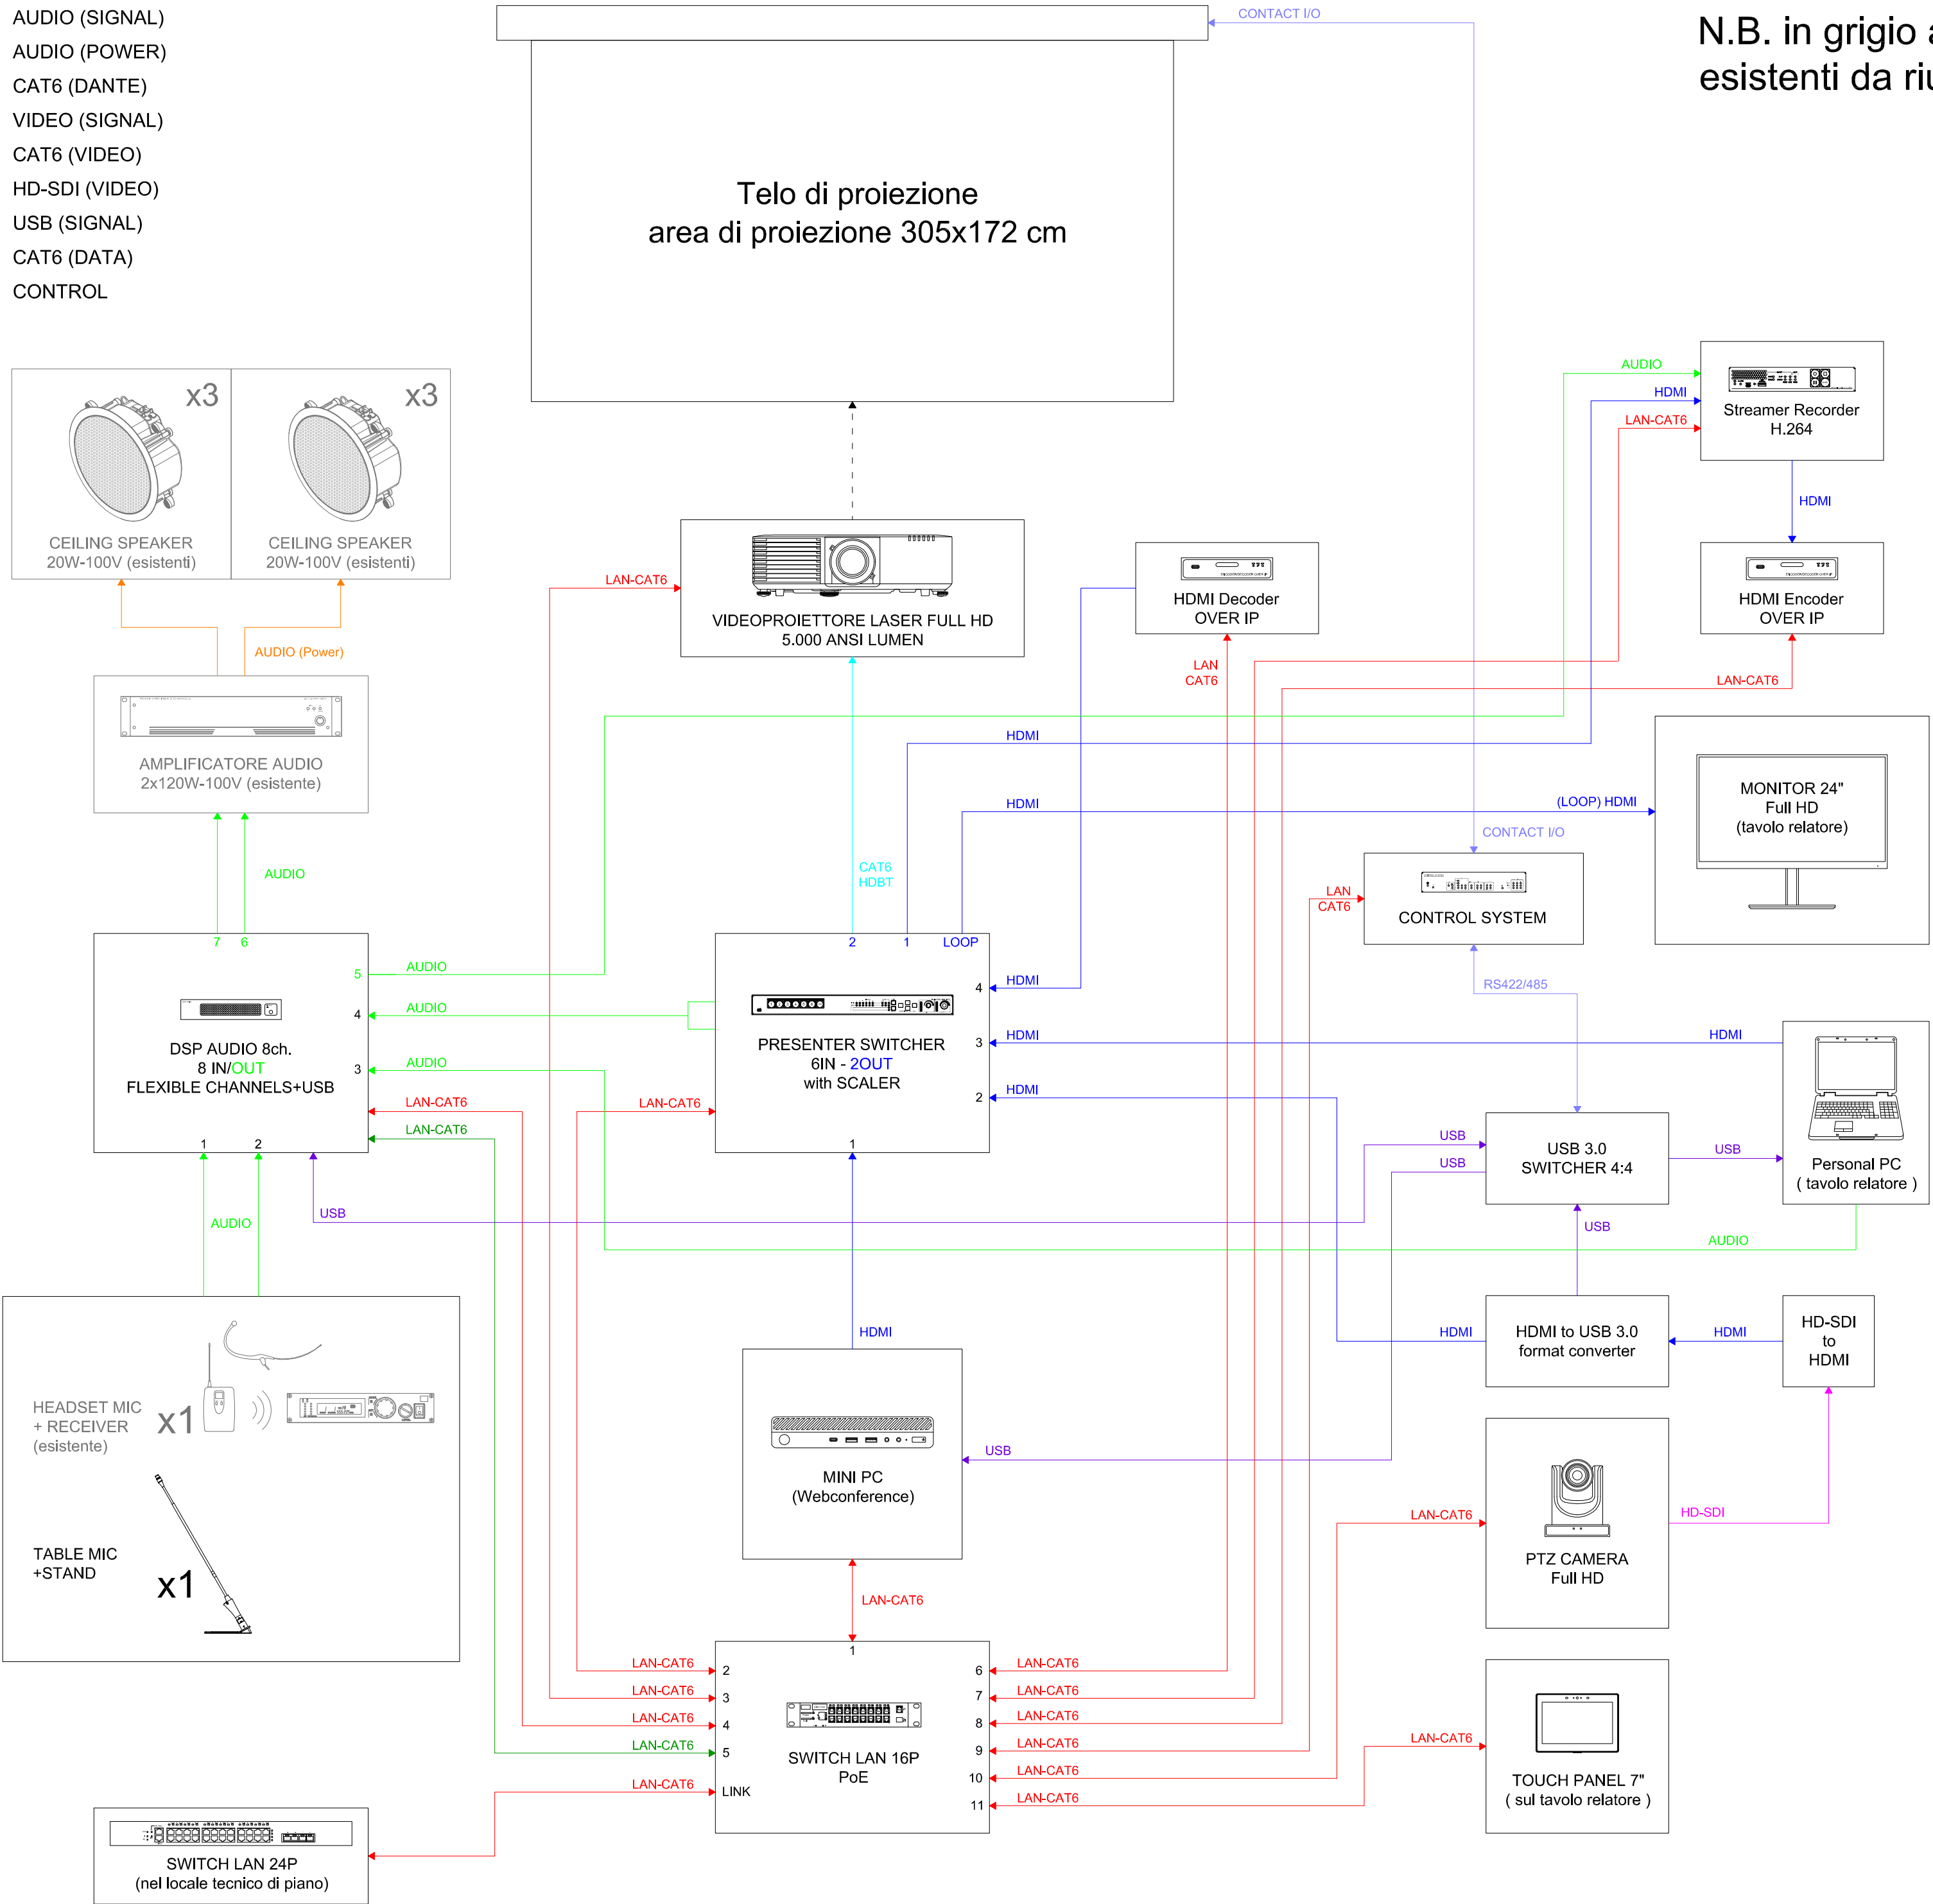 AUDIO (SIGNAL)
AUDIO (POWER)
CAT6 (DANTE)
VIDEO (SIGNAL)
CAT6 (VIDEO)
HD-SDI (VIDEO)
USB (SIGNAL)
CAT6 (DATA)
CONTROL
CONTACT I/O
N.B. in grigio
esistenti da
Telo di proiezione
area di proiezione 305x172 cm
x3
x3
CEILING SPEAKER
20W-100V (esistenti)
CEILING SPEAKER
20W-100V (esistenti)
AUDIO
HDMI
LAN-CAT6
Streamer Recorder
H.264
HDMI
LAN-CAT6
VIDEOPROIETTORE LASER FULL HD
5.000 ANSI LUMEN
HDMI Decoder
OVER IP
HDMI Encoder
OVER IP
AUDIO (Power)
LAN
CAT6
LAN-CAT6
AMPLIFICATORE AUDIO
2x120W-100V (esistente)
HDMI
HDMI
(LOOP) HDMI
MONITOR 24"
Full HD
(tavolo relatore)
CONTACT I/O
AUDIO
CAT6
HDBT
LAN
CAT6
CONTROL SYSTEM
7
6
2
1
LOOP
5
AUDIO
4
HDMI
RS422/485
4
AUDIO
DSP AUDIO 8ch.
8 IN/OUT
FLEXIBLE CHANNELS+USB
3
AUDIO
LAN-CAT6
LAN-CAT6
1
2
PRESENTER SWITCHER
6IN - 2OUT
with SCALER
3
HDMI
HDMI
2
HDMI
LAN-CAT6
1
USB
USB
USB 3.0
SWITCHER 4:4
USB
Personal PC
( tavolo relatore )
AUDIO
USB
USB
AUDIO
HDMI
HDMI
HDMI to USB 3.0
format converter
HDMI
HD-SDI
to
HDMI
HEADSET MIC
+ RECEIVER
(esistente)
x1
TABLE MIC
+STAND
x1
MINI PC
(Webconference)
USB
LAN-CAT6
PTZ CAMERA
Full HD
HD-SDI
LAN-CAT6
1
LAN-CAT6
2
LAN-CAT6
3
LAN-CAT6
4
LAN-CAT6
5
LAN-CAT6
LINK
SWITCH LAN 16P
PoE
6
LAN-CAT6
7
LAN-CAT6
8
LAN-CAT6
9
LAN-CAT6
10
LAN-CAT6
11
LAN-CAT6
LAN-CAT6
TOUCH PANEL 7"
( sul tavolo relatore )
SWITCH LAN 24P
(nel locale tecnico di piano)